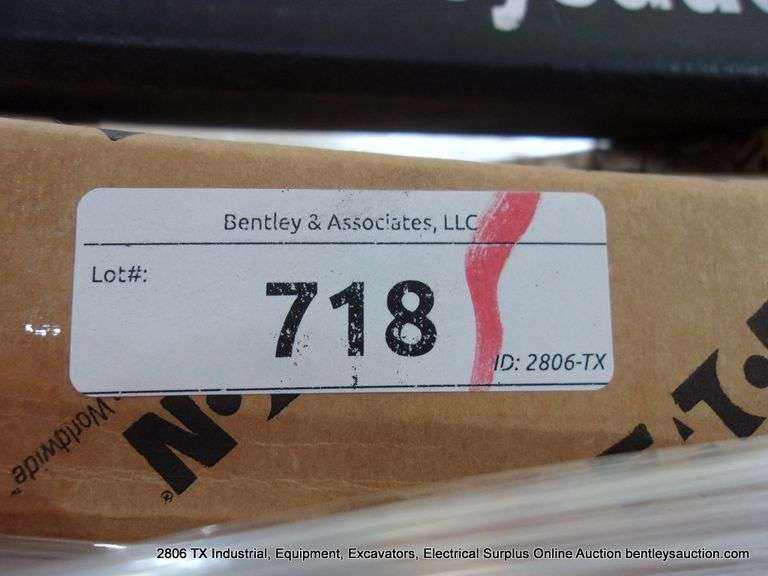 Bentley & Associates, LLC
Lot#:
718
ID: 2806-TX
Worldwide™
2806 TX Industrial, Equipment, Excavators, Electrical Surplus Online Auction bentleysauction.com